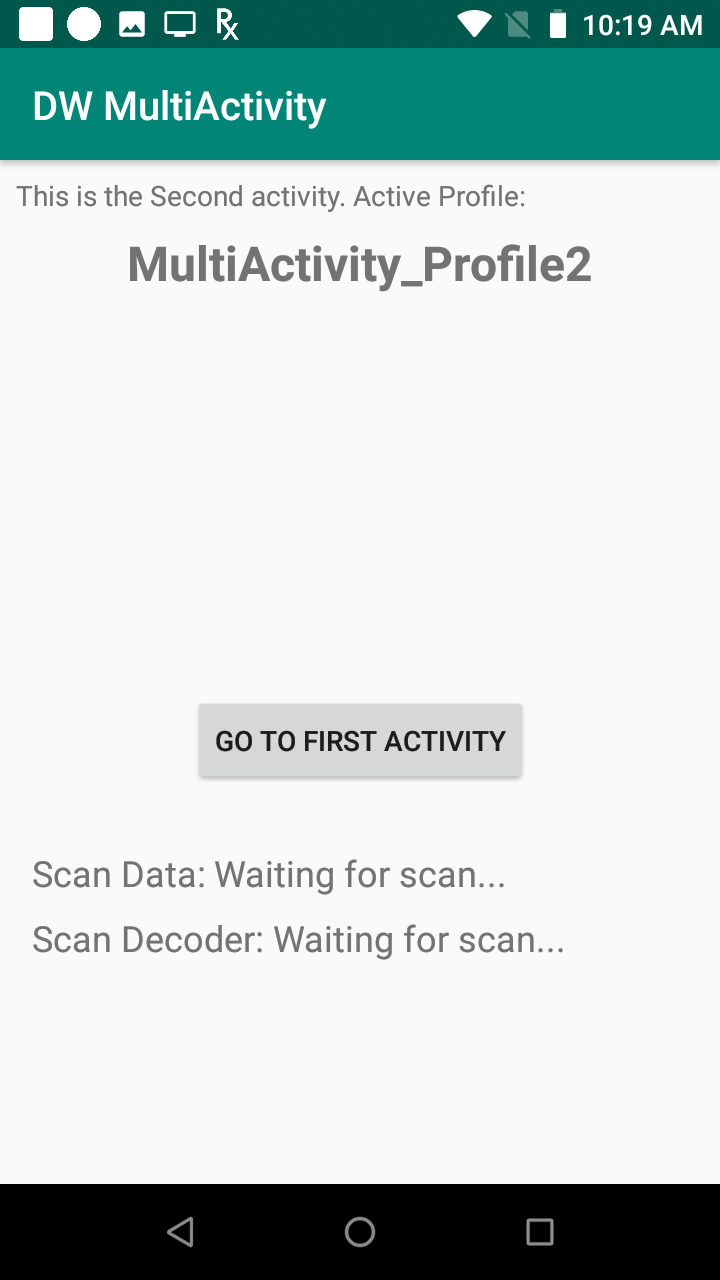 10:19 AM
DW MultiActivity
This is the Second activity. Active Profile:
MultiActivity_Profile2
GO TO FIRST ACTIVITY
Scan Data: Waiting for scan...
Scan Decoder: Waiting for scan...